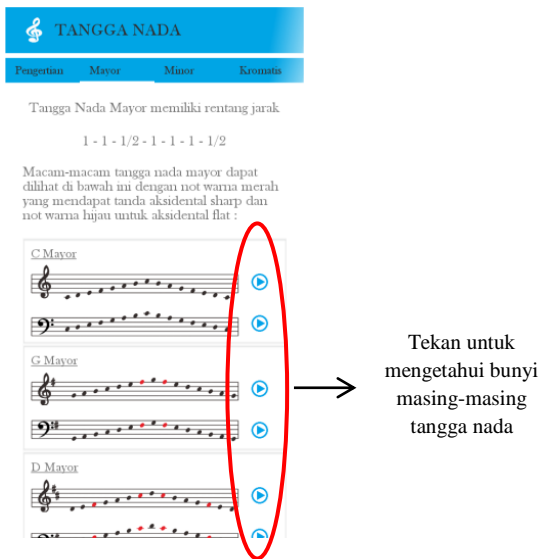 TANGGA NADA
Pengertian Mayor Minor Kromatis
Tangga Nada Mayor memiliki rentang jarak
1 - 1 - 1/2 - 1 - 1 - 1 - 1/2
Macam-macam tangga nada mayor dapat
dilihat di bawah ini dengan not warna merah
yang mendapat tanda aksidental sharp dan
not warna hijau untuk aksidental flat :
C Mayor
G Mayor
D Mayor
Tekan untuk
mengetahui bunyi
masing-masing
tangga nada